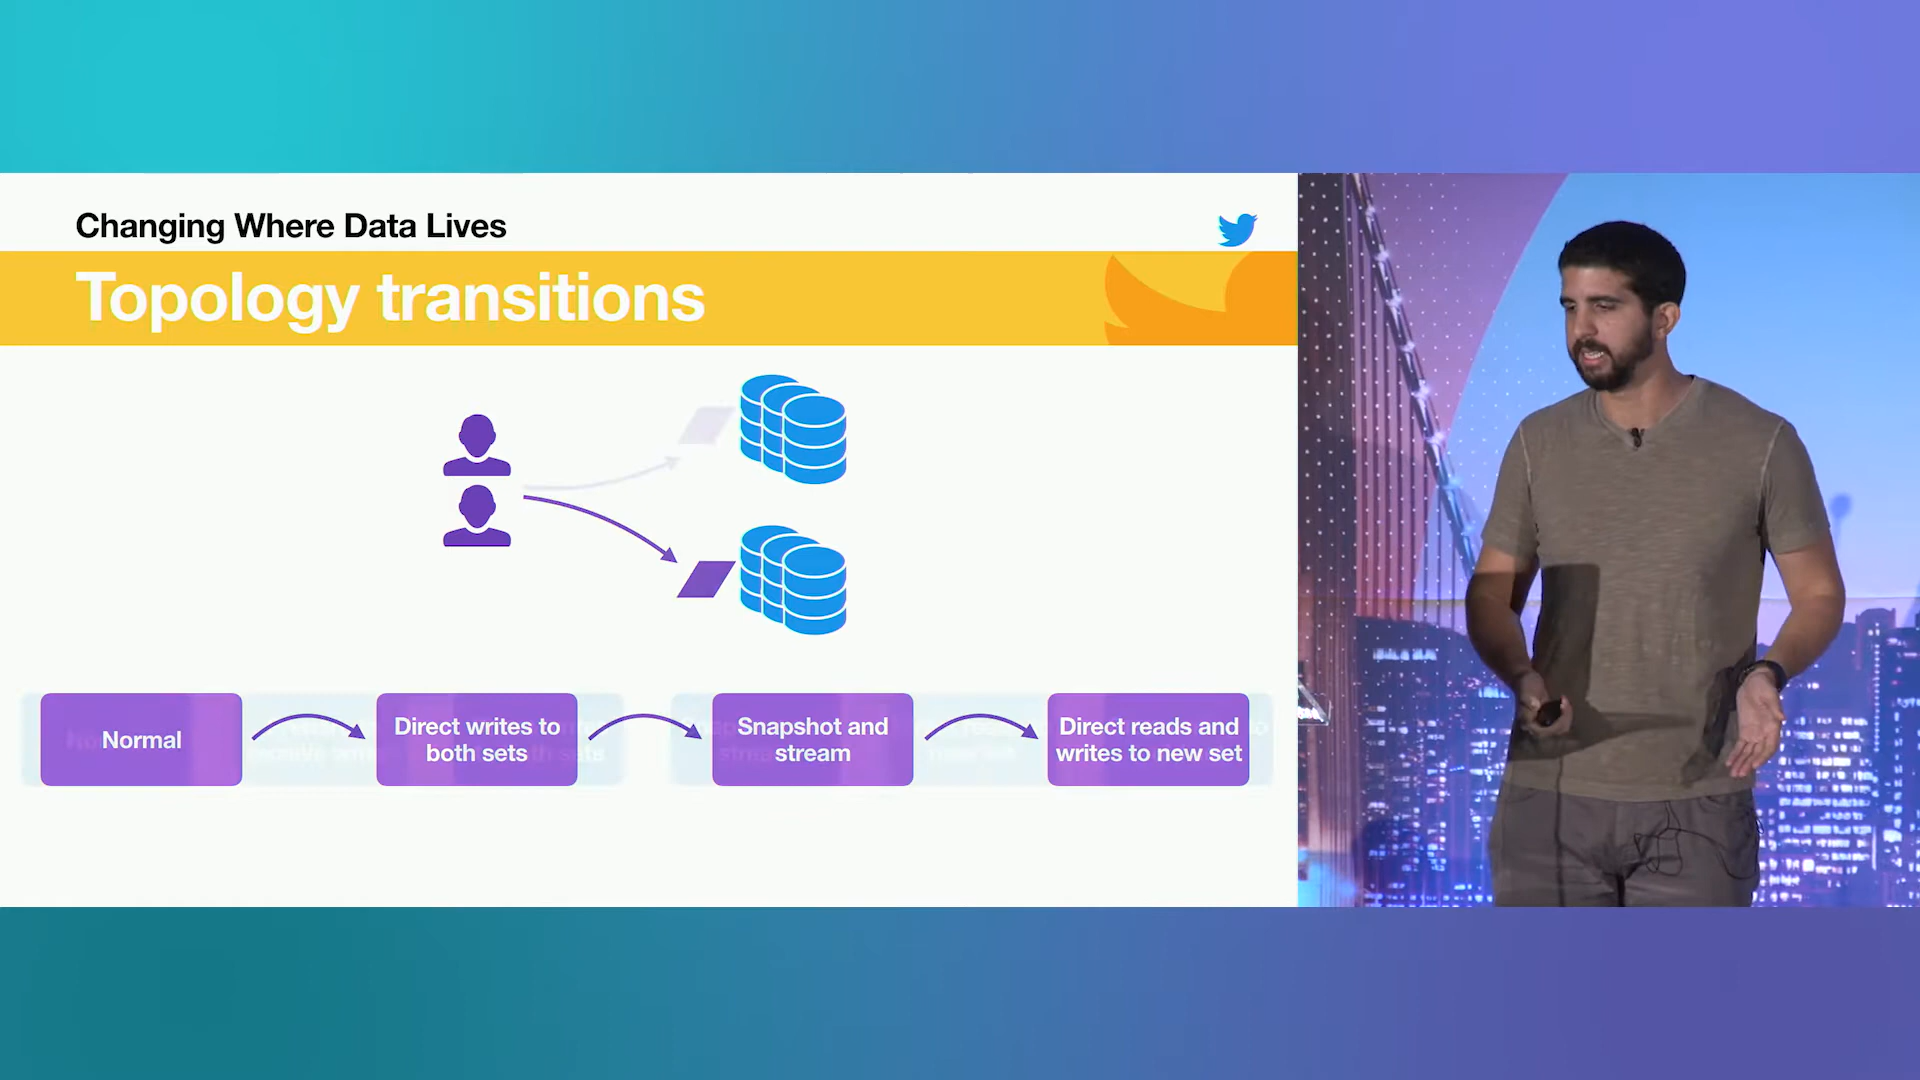 Changing Where Data Lives
Topology transitions
Normal
Direct writes to
both sets
Snapshot and
stream
Direct reads and
writes to new set